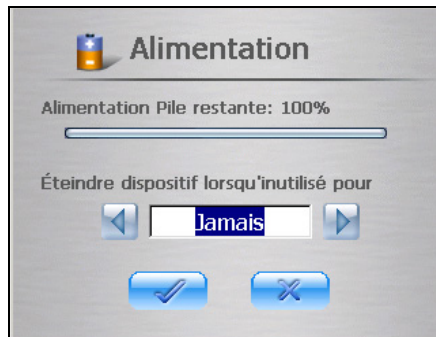 Alimentation
Alimentation Pile restante: 100%
Éteindre dispositif lorsqu'inutilisé pour
Jamais